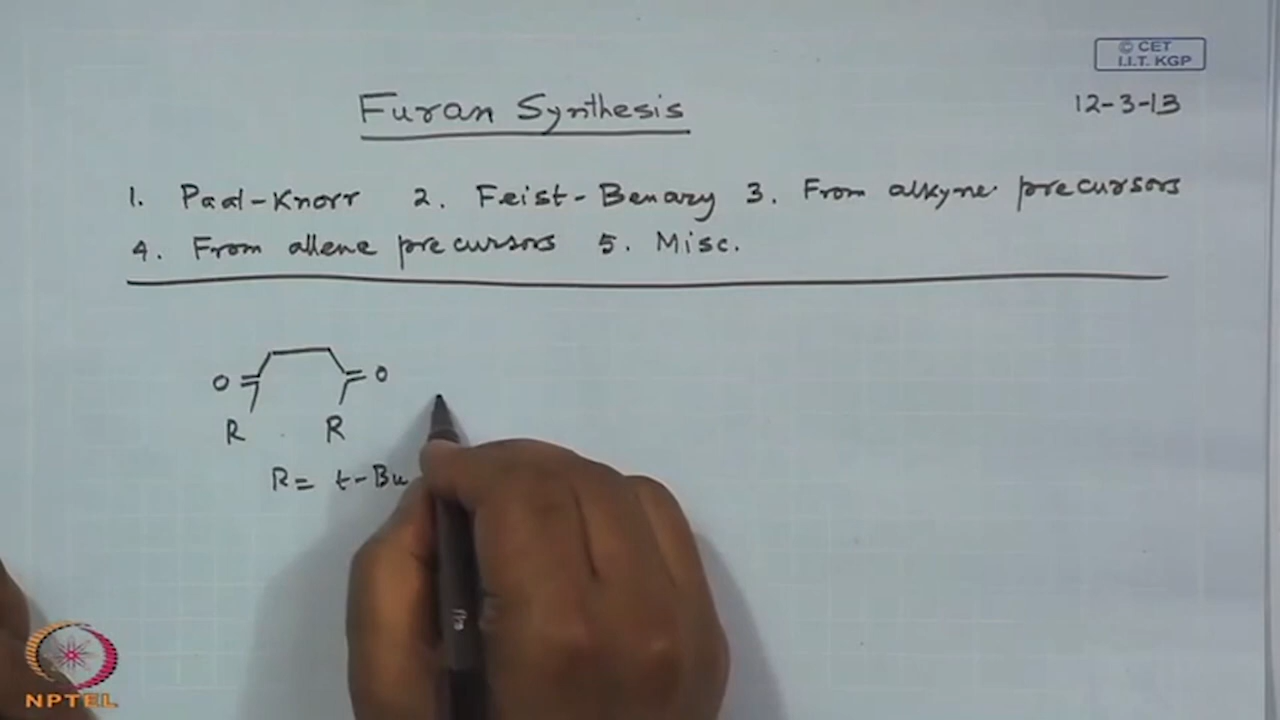 © CET
I.I.T. KGP
Furan Synthesis
12-3-13
1. Paal-Knorr 2. Feist-Benary 3. From alkyne precursors
4. From allene precursors 5. Misc.
O O
R R
R = t-Bu
NPTEL